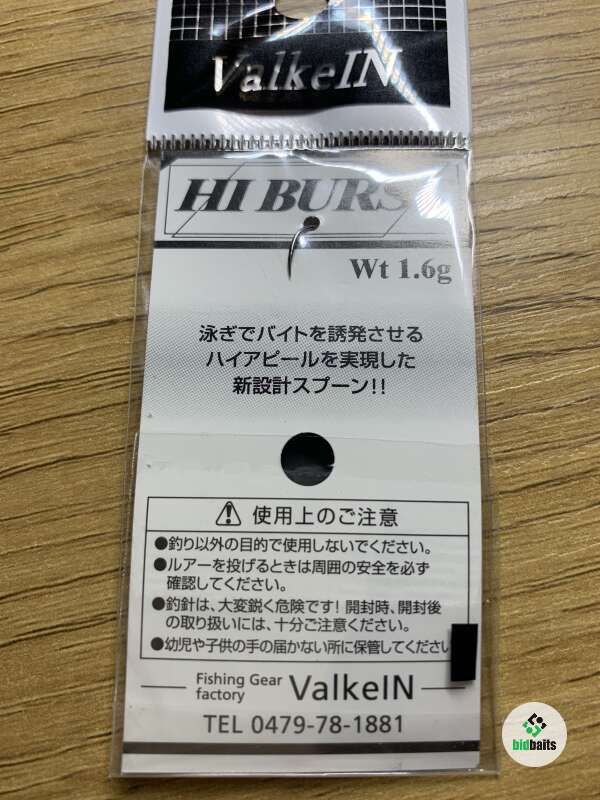 ValkeIN
HI BURS
Wt 1.6g
泳ぎでバイトを誘発させる
ハイアピールを実現した
新設計スプーン!!
使用上のご注意
●釣り以外の目的で使用しないでください。
●ルアーを投げるときは周囲の安全を必ず
確認してください。
●釣針は、大変鋭く危険です!開封時、開封後
の取り扱いには、十分ご注意ください。
●幼児や子供の手の届かない所に保管してください
Fishing Gear
factory
ValkeIN
TEL 0479-78-1881
bidbaits